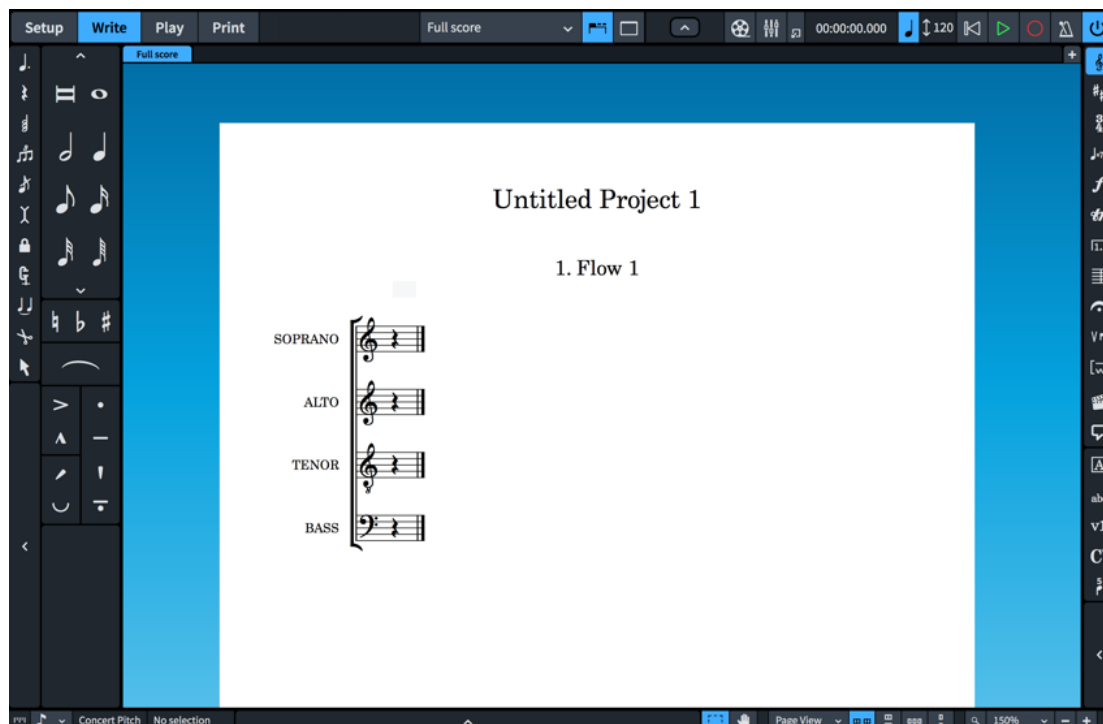 Setup Write Play Print Full score 00:00:00.000 120
Full score
Untitled Project 1
1. Flow 1
SOPRANO
ALTO
TENOR
BASS
Concert Pitch No selection Page View 150%